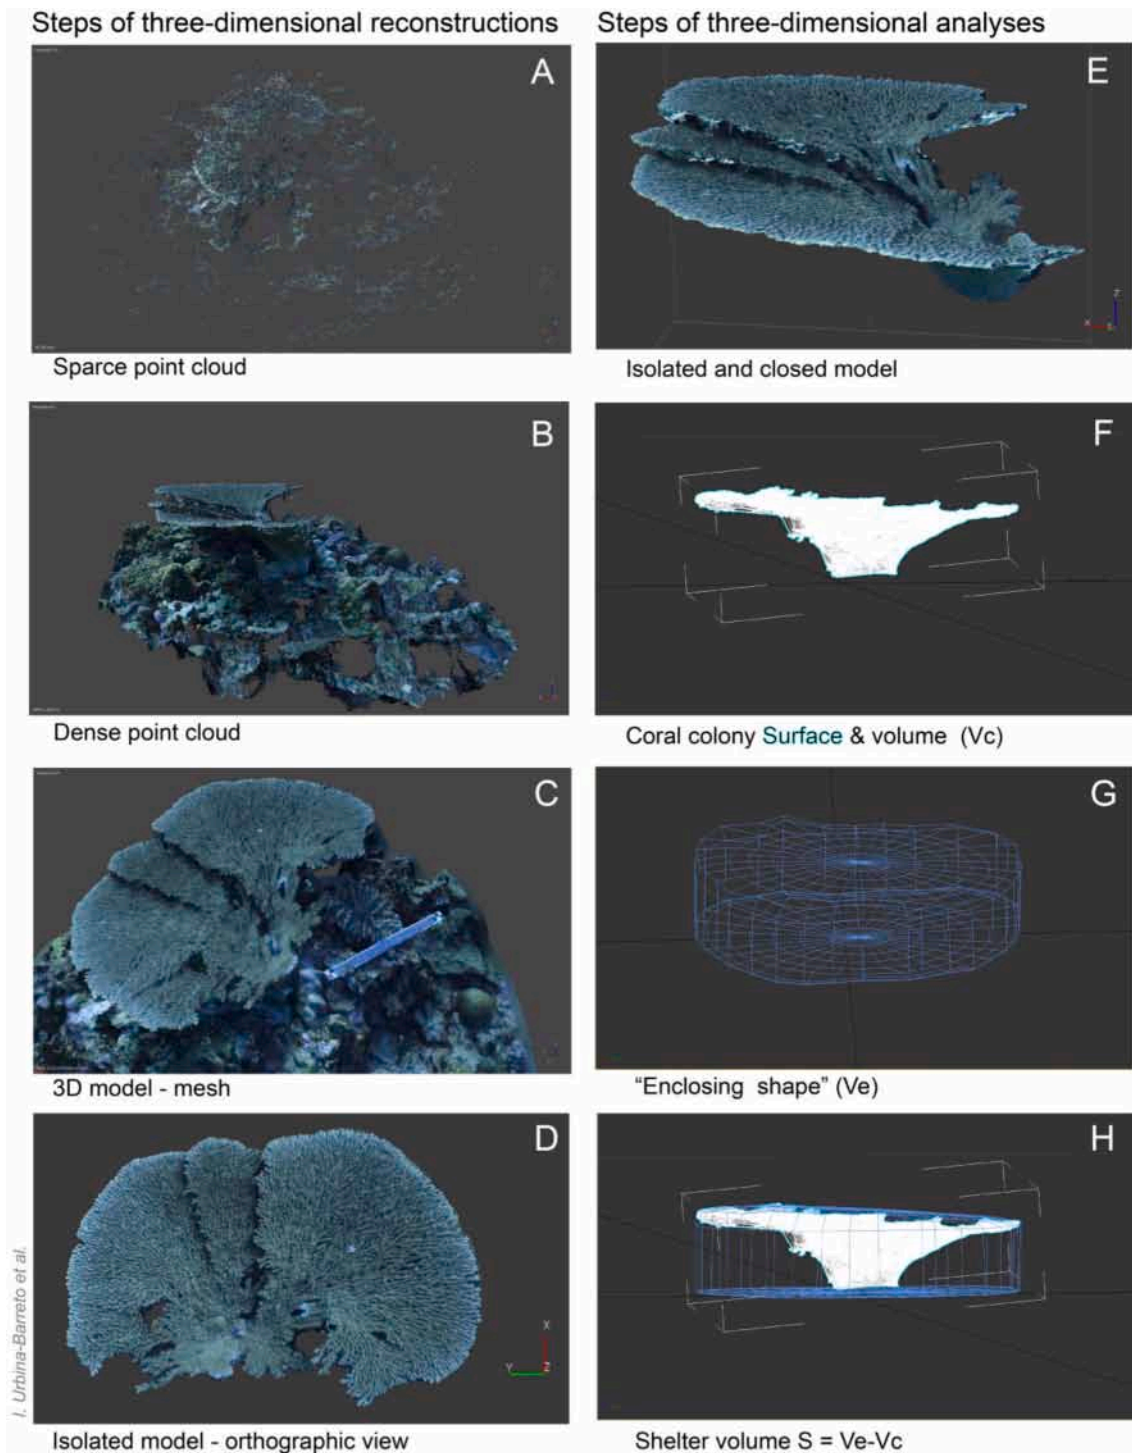 Steps of three-dimensional reconstructions
A
Sparce point cloud
B
Dense point cloud
C
3D model - mesh
D
X
Y
Z
Isolated model - orthographic view
I. Urbina-Barreto et al.
Steps of three-dimensional analyses
E
Z
X
Isolated and closed model
F
Coral colony Surface & volume (Vc)
G
“Enclosing shape” (Ve)
H
Shelter volume S = Ve-Vc